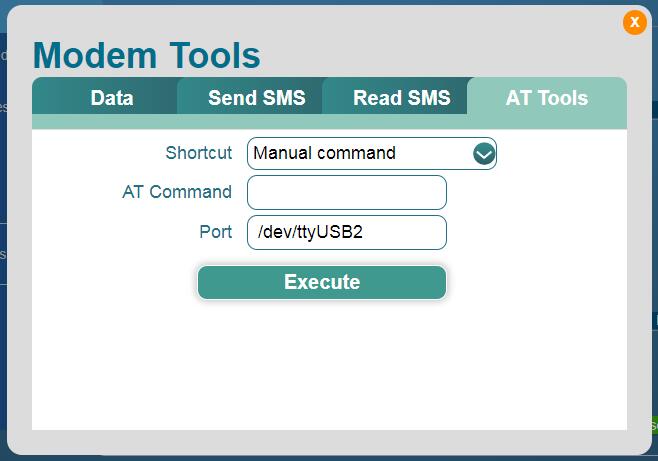 X
Modem Tools
Data Send SMS Read SMS AT Tools
Shortcut Manual command
AT Command
Port /dev/ttyUSB2
Execute